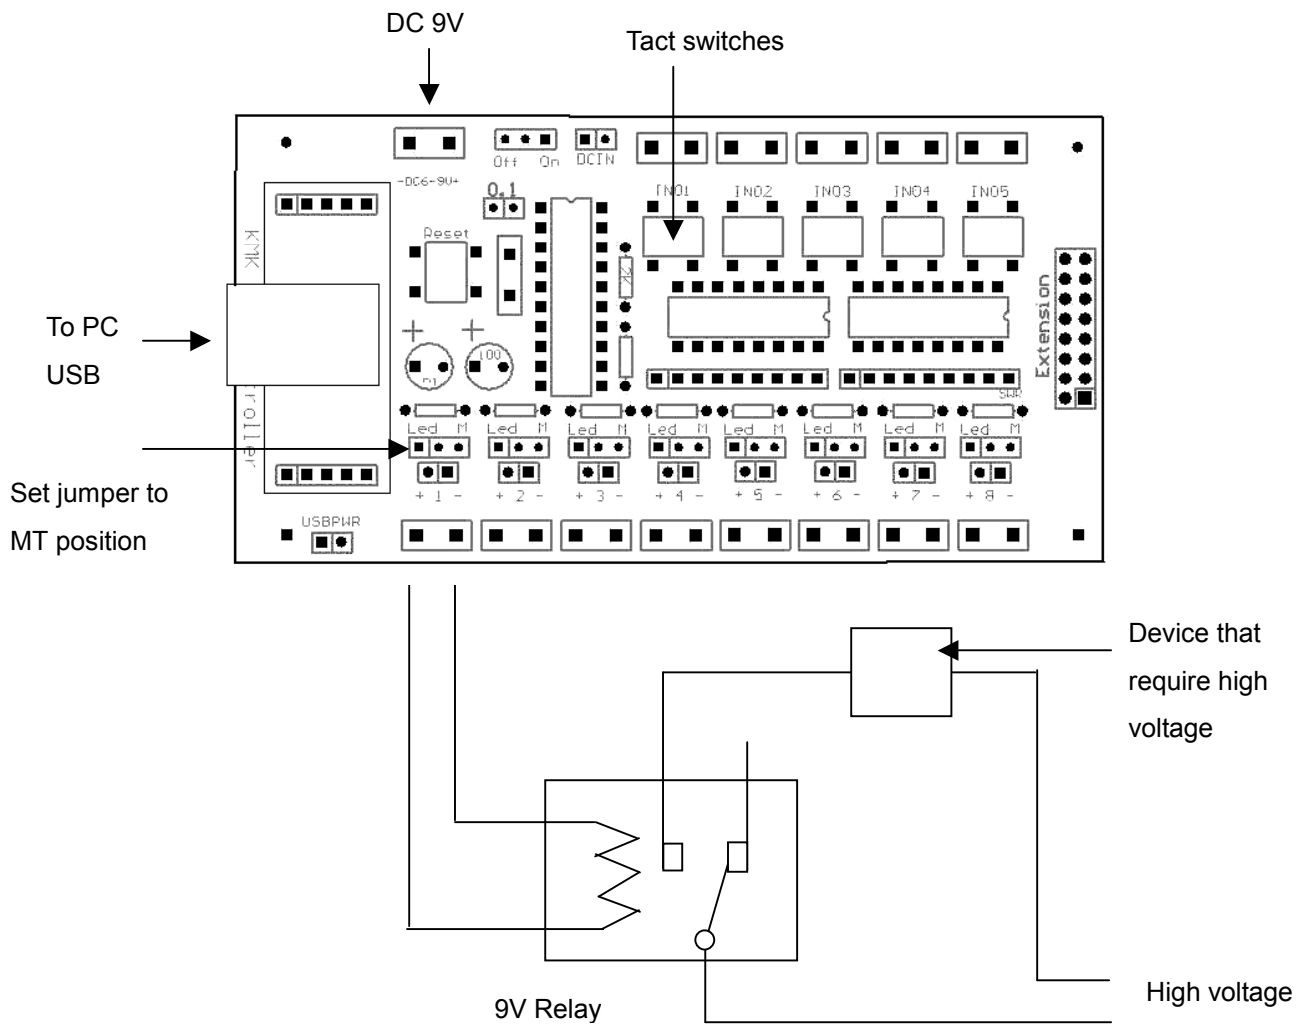 DC 9V
Tact switches
Off On DCIN
-DC6-9V+
0.1
IN01 IN02 IN03 IN04 IN05
KMK
Reset
2K
Extension
To PC
USB
100
SWR
Led M Led M Led M Led M Led M Led M Led M Led M
roller
+ 1 - + 2 - + 3 - + 4 - + 5 - + 6 - + 7 - + 8 -
Set jumper to
MT position
USBPWR
Device that
require high
voltage
9V Relay
High voltage